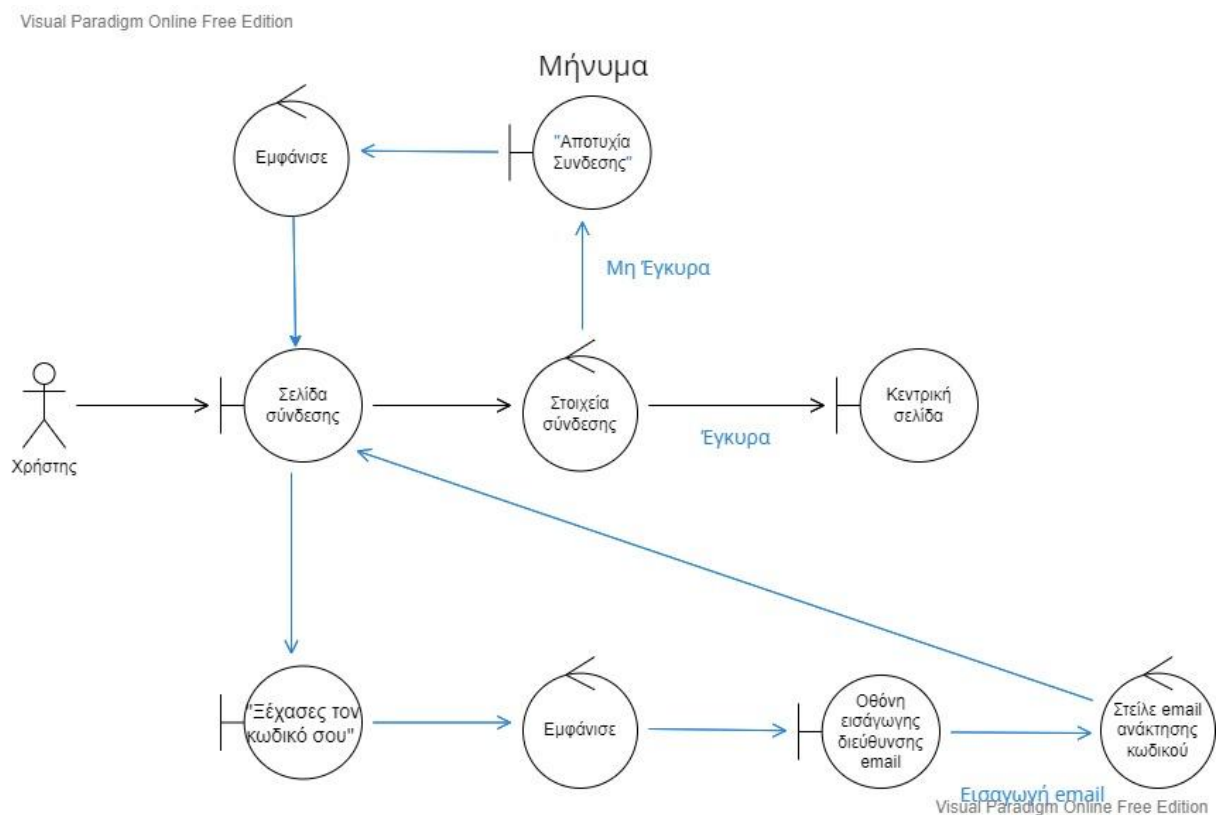 Visual Paradigm Online Free Edition
Μήνυμα
Εμφάνισε
"Αποτυχία
Συνδεσης"
Μη Έγκυρα
Χρήστης
Σελίδα
σύνδεσης
Στοιχεία
σύνδεσης
Έγκυρα
Κεντρική
σελίδα
"Ξέχασες τον
κωδικό σου"
Εμφάνισε
Οθόνη
εισάγωγης
διεύθυνσης
email
Στείλε email
ανάκτησης
κωδικού
Εισαγωγή email
Visual Paradigm Online Free Edition